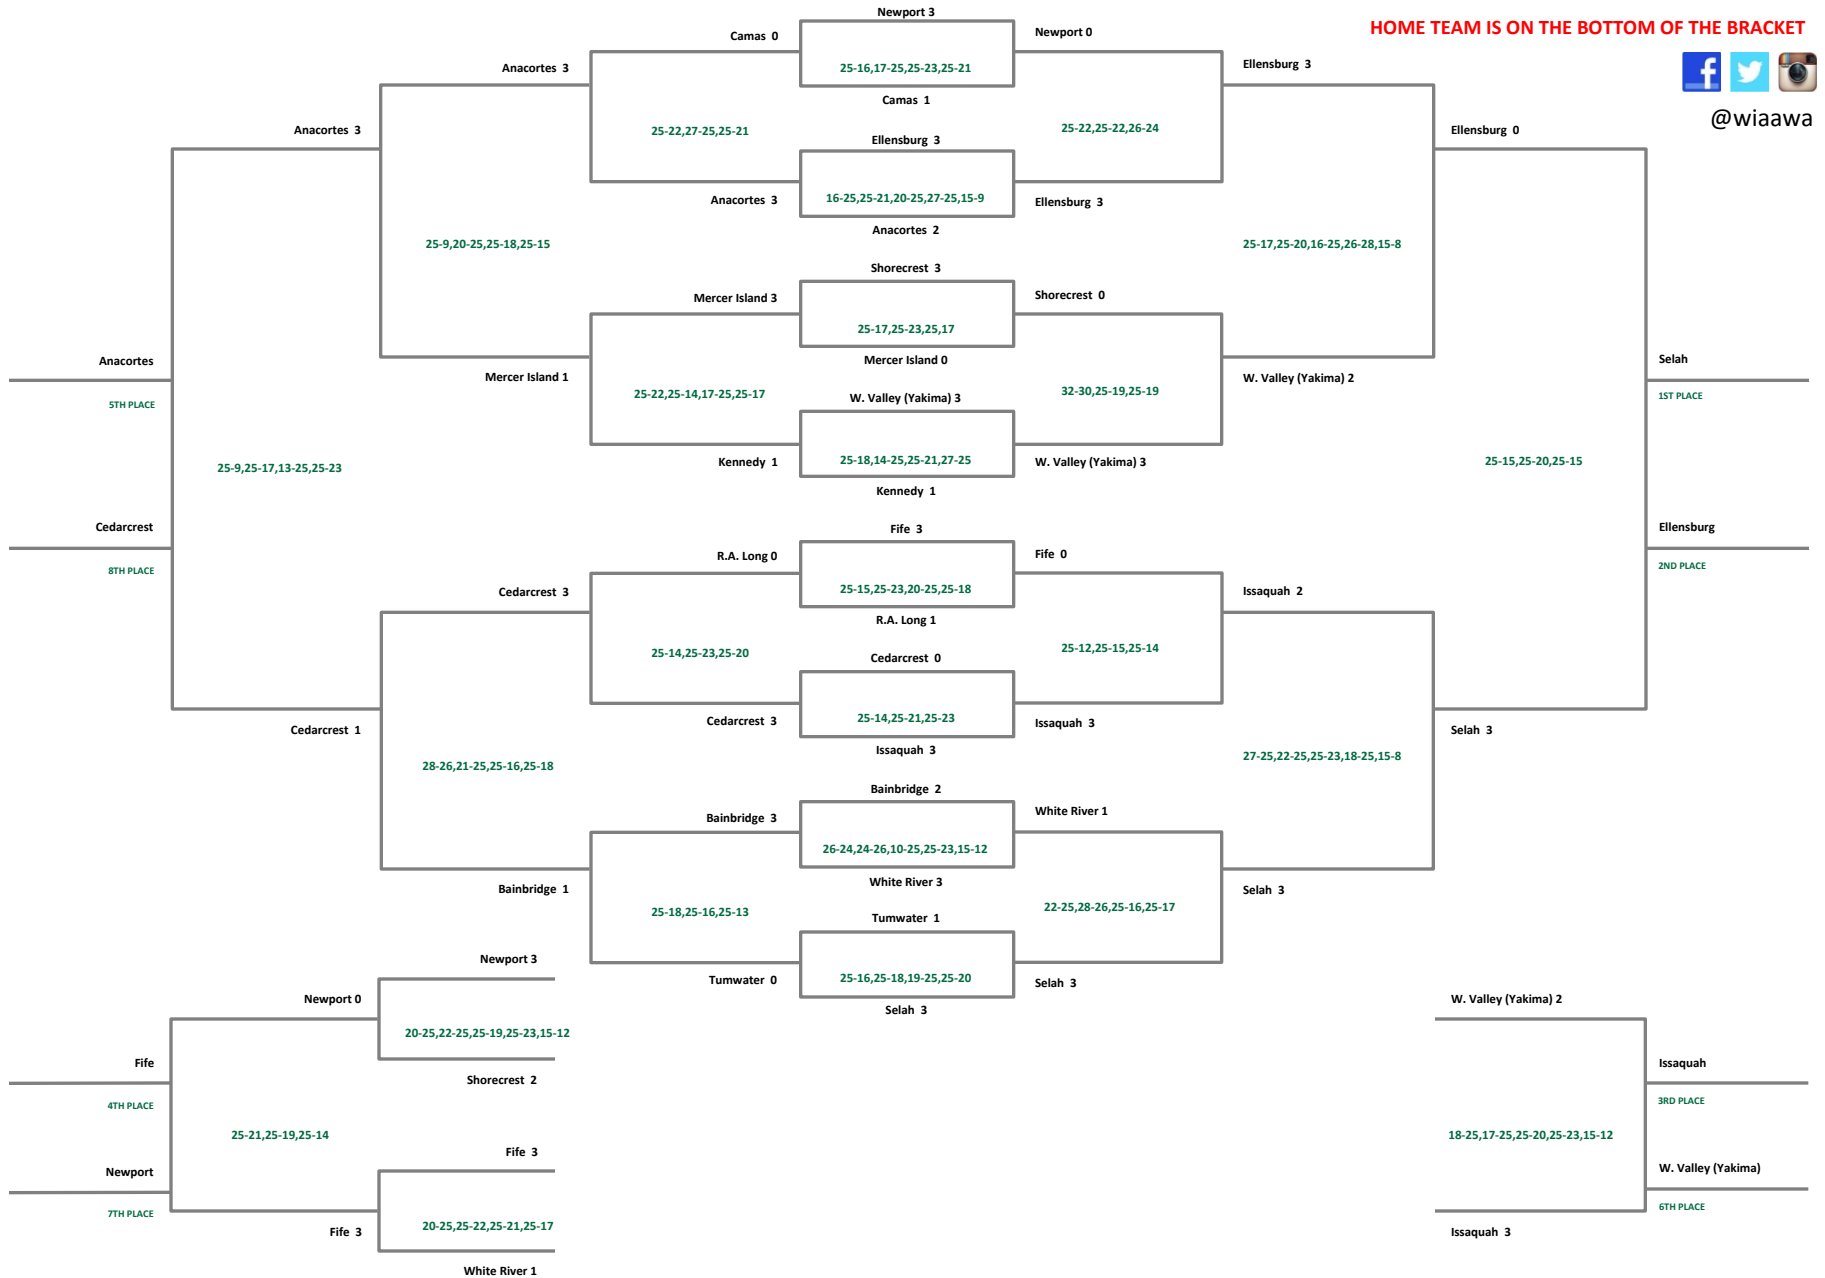 Newport 3
HOME TEAM IS ON THE BOTTOM OF THE BRACKET
Camas 0
Newport 0
Anacortes 3
25-16,17-25,25-23,25-21
Ellensburg 3
Camas 1
@wiaawa
Anacortes 3
25-22,27-25,25-21
25-22,25-22,26-24
Ellensburg 0
Ellensburg 3
Anacortes 3
16-25,25-21,20-25,27-25,15-9
Ellensburg 3
Anacortes 2
25-9,20-25,25-18,25-15
25-17,25-20,16-25,26-28,15-8
Shorecrest 3
Mercer Island 3
Shorecrest 0
25-17,25-23,25,17
Anacortes
Mercer Island 0
Selah
Mercer Island 1
W. Valley (Yakima) 2
5TH PLACE
25-22,25-14,17-25,25-17
32-30,25-19,25-19
1ST PLACE
W. Valley (Yakima) 3
25-9,25-17,13-25,25-23
Kennedy 1
25-18,14-25,25-21,27-25
W. Valley (Yakima) 3
25-15,25-20,25-15
Kennedy 1
Cedarcrest
Fife 3
Ellensburg
R.A. Long 0
Fife 0
8TH PLACE
2ND PLACE
Cedarcrest 3
25-15,25-23,20-25,25-18
Issaquah 2
R.A. Long 1
25-14,25-23,25-20
25-12,25-15,25-14
Cedarcrest 0
Cedarcrest 1
Cedarcrest 3
25-14,25-21,25-23
Issaquah 3
Selah 3
Issaquah 3
28-26,21-25,25-16,25-18
27-25,22-25,25-23,18-25,15-8
Bainbridge 2
Bainbridge 3
White River 1
26-24,24-26,10-25,25-23,15-12
Bainbridge 1
White River 3
Selah 3
25-18,25-16,25-13
22-25,28-26,25-16,25-17
Tumwater 1
Newport 3
Tumwater 0
25-16,25-18,19-25,25-20
Selah 3
Newport 0
Selah 3
W. Valley (Yakima) 2
20-25,22-25,25-19,25-23,15-12
Fife
Issaquah
Shorecrest 2
4TH PLACE
3RD PLACE
25-21,25-19,25-14
18-25,17-25,25-20,25-23,15-12
Fife 3
Newport
W. Valley (Yakima)
7TH PLACE
6TH PLACE
Fife 3
20-25,25-22,25-21,25-17
Issaquah 3
White River 1